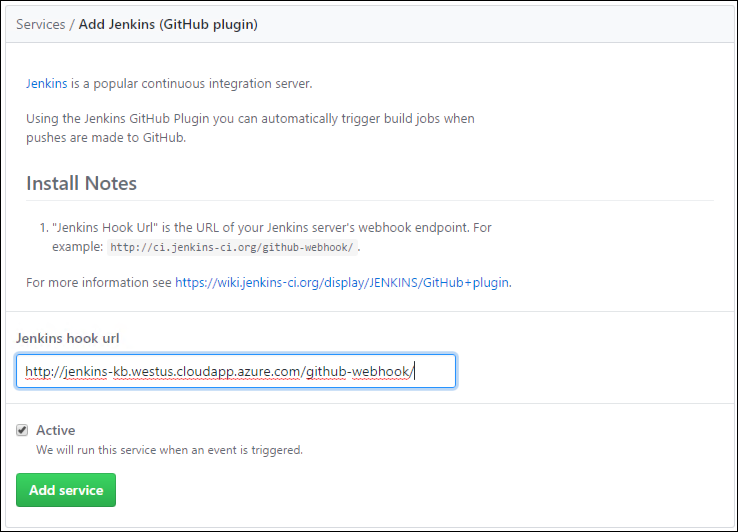 Services / Add Jenkins (GitHub plugin)
Jenkins is a popular continuous integration server.
Using the Jenkins GitHub Plugin you can automatically trigger build jobs when
pushes are made to GitHub.
Install Notes
1. "Jenkins Hook Url" is the URL of your Jenkins server's webhook endpoint. For
example: http://ci.jenkins-ci.org/github-webhook/.
For more information see https://wiki.jenkins-ci.org/display/JENKINS/GitHub+plugin.
Jenkins hook url
http://jenkins-kb.westus.cloudapp.azure.com/github-webhook/
Active
We will run this service when an event is triggered.
Add service